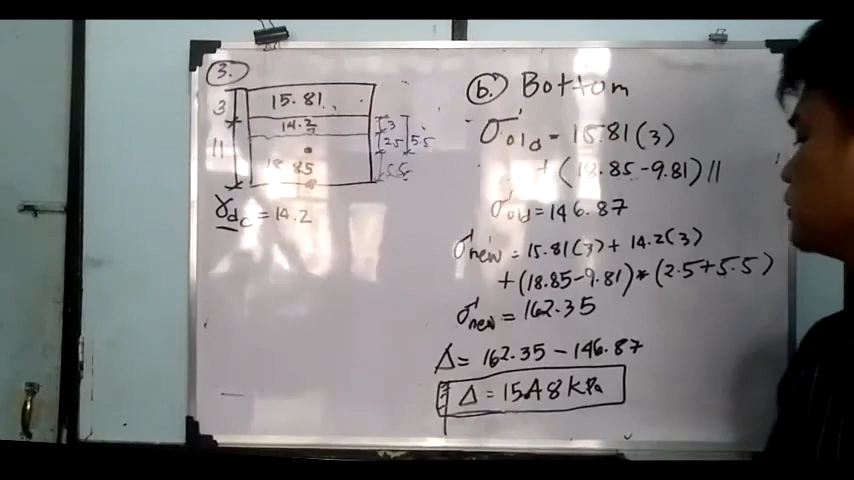 3.
3
15.81
14.2
3
2.5
5.5
11
18.85
5.5
γdc = 14.2
b. Bottom
σ'old = 15.81(3)
+ (18.85-9.81)11
σ'old = 146.87
σ'new = 15.81(3) + 14.2(3)
+ (18.85-9.81) * (2.5+5.5)
σ'new = 162.35
Δ = 162.35 - 146.87
Δ = 15.48 kPa